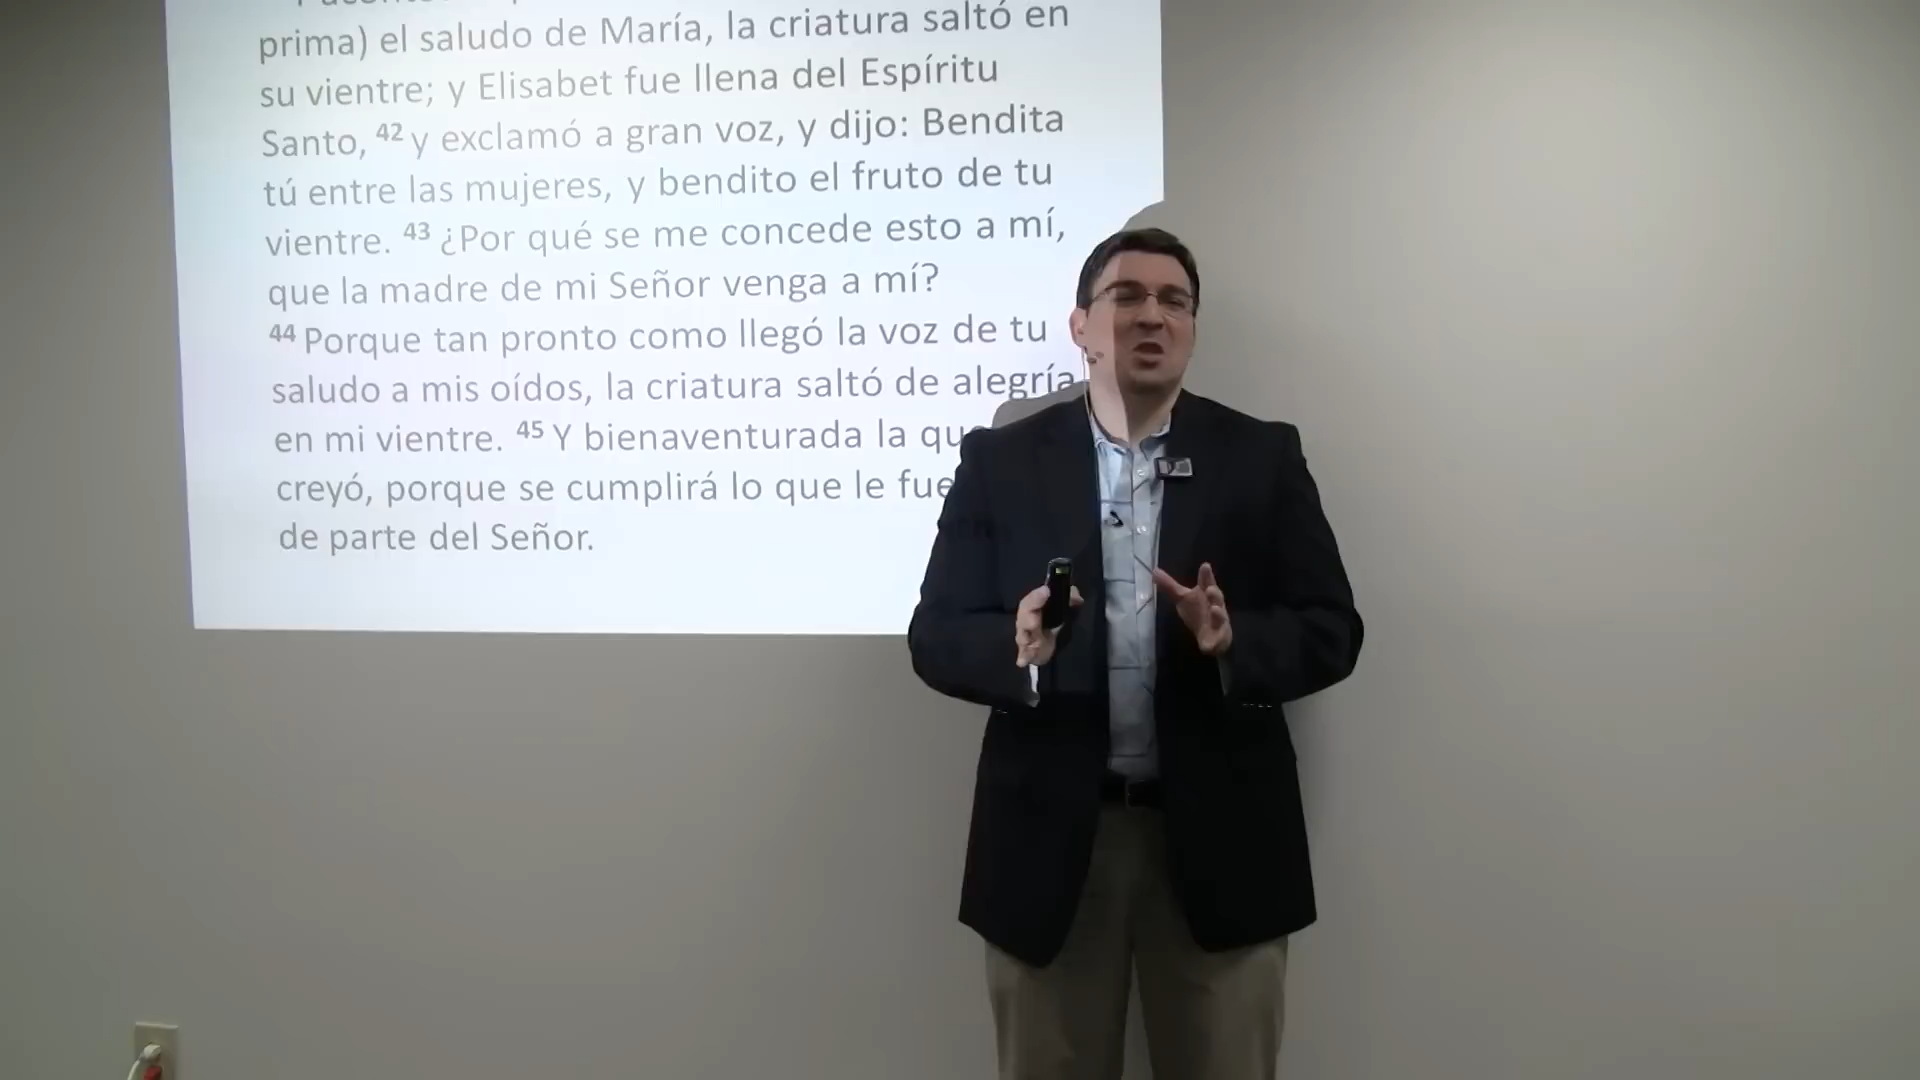 prima) el saludo de María, la criatura saltó en
su vientre; y Elisabet fue llena del Espíritu
Santo, 42 y exclamó a gran voz, y dijo: Bendita
tú entre las mujeres, y bendito el fruto de tu
vientre. 43 ¿Por qué se me concede esto a mí,
que la madre de mi Señor venga a mí?
44 Porque tan pronto como llegó la voz de tu
saludo a mis oídos, la criatura saltó de alegría
en mi vientre. 45 Y bienaventurada la que
creyó, porque se cumplirá lo que le fue
de parte del Señor.